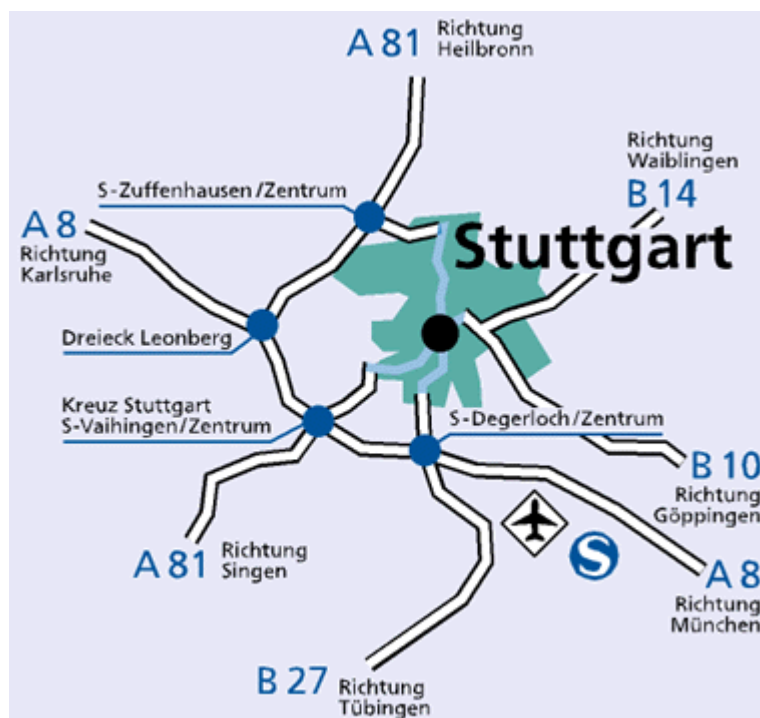 A 81
Richtung
Heilbronn
Richtung
Waiblingen
B 14
S-Zuffenhausen/Zentrum
A 8
Richtung
Karlsruhe
Stuttgart
Dreieck Leonberg
Kreuz Stuttgart
S-Vaihingen/Zentrum
S-Degerloch/Zentrum
B 10
Richtung
Göppingen
A 81
Richtung
Singen
S
A 8
Richtung
München
B 27
Richtung
Tübingen